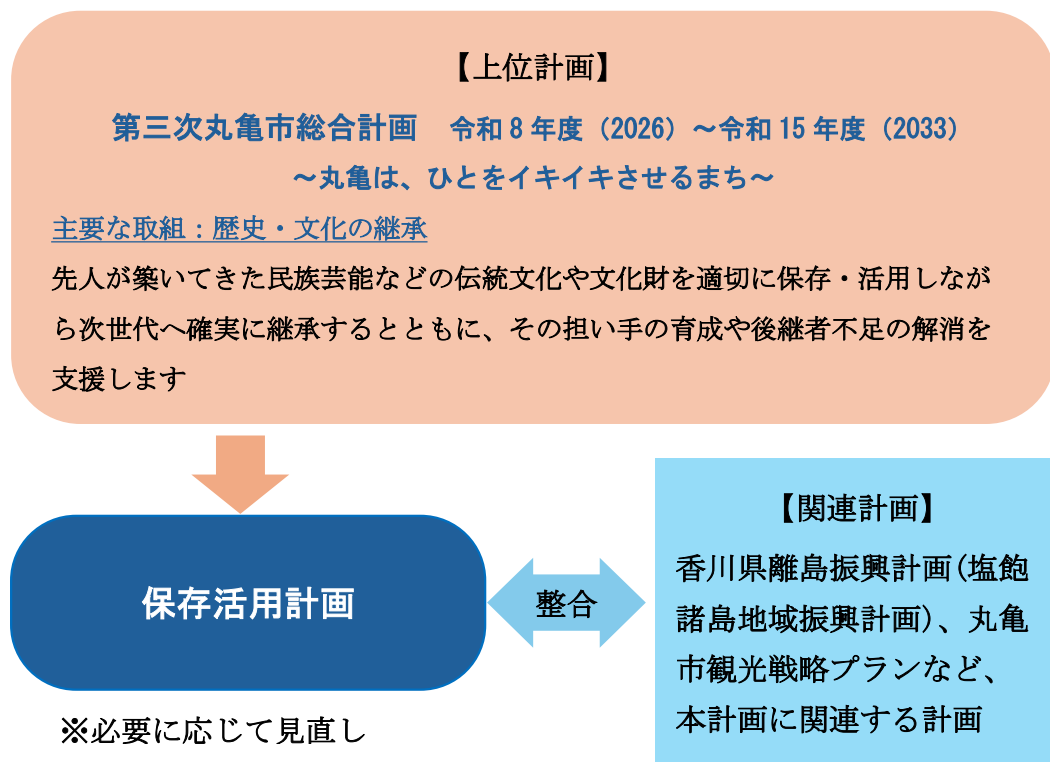 【上位計画】
第三次丸亀市総合計画　令和8年度（2026）～令和15年度（2033）
～丸亀は、ひとをイキイキさせるまち～
主要な取組：歴史・文化の継承
先人が築いてきた民族芸能などの伝統文化や文化財を適切に保存・活用しなが
ら次世代へ確実に継承するとともに、その担い手の育成や後継者不足の解消を
支援します
保存活用計画
※必要に応じて見直し
整合
【関連計画】
香川県離島振興計画(塩飽
諸島地域振興計画)、丸亀
市観光戦略プランなど、
本計画に関連する計画